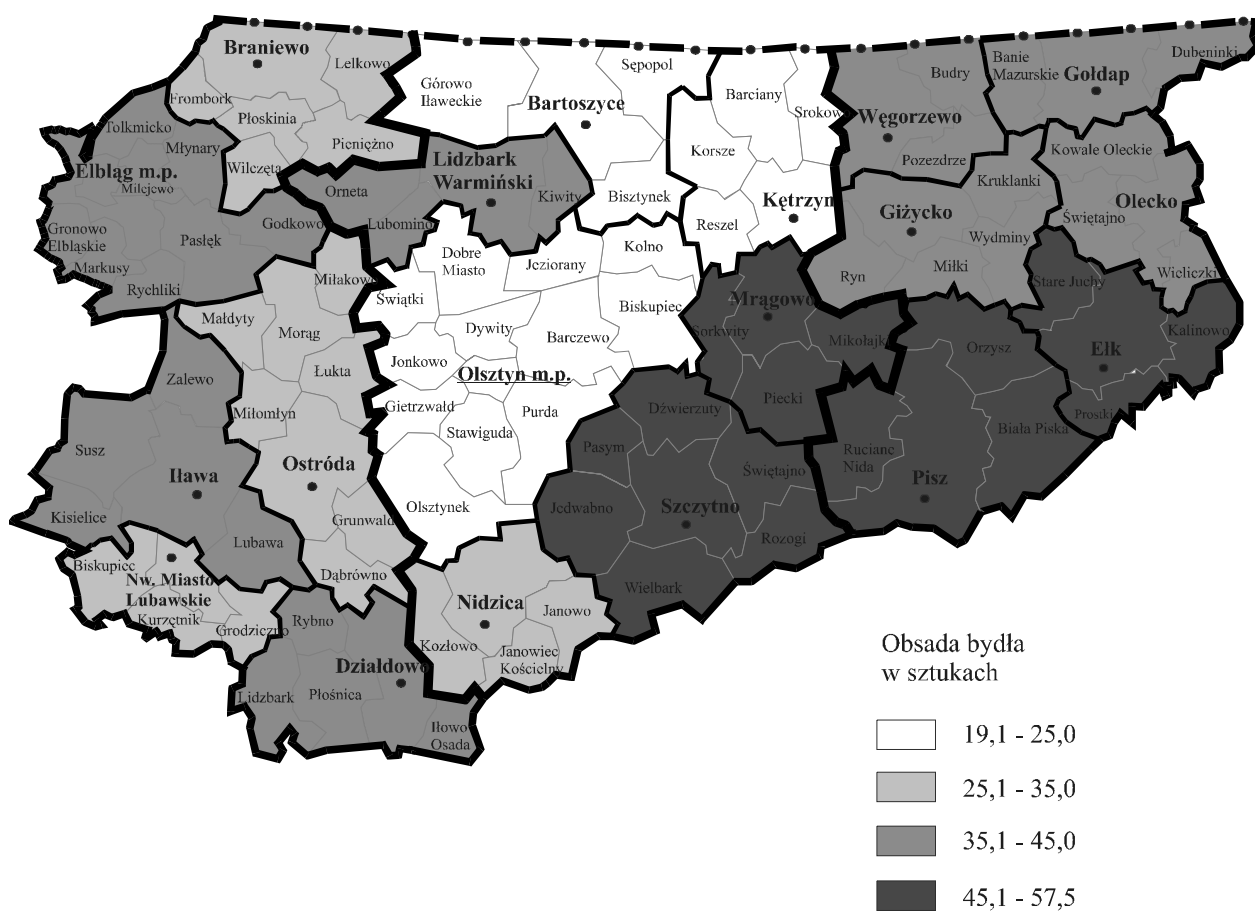 Braniewo
Lelkowo
Frombork
Płoskinia
Pieniężno
Wilczęta
Górowo
Iławeckie
Sępopol
Bartoszyce
Bisztynek
Barciany
Srokowo
Korsze
Reszel
Kętrzyn
Budry
Węgorzewo
Pozezdrze
Banie
Mazurskie
Gołdap
Dubeninki
Kowale Oleckie
Olecko
Świętajno
Wieliczki
Kruklanki
Giżycko
Wydminy
Miłki
Ryn
Tolkmicko
Młynary
Elbląg m.p.
Milejewo
Gronowo
Elbląskie
Pasłęk
Godkowo
Markusy
Rychliki
Lidzbark
Warmiński
Orneta
Kiwity
Lubomino
Dobre
Miasto
Jeziorany
Kolno
Świątki
Biskupiec
Dywity
Barczewo
Jonkowo
Olsztyn m.p.
Gietrzwałd
Purda
Stawiguda
Olsztynek
Miłakowo
Małdyty
Morąg
Łukta
Miłomłyn
Ostróda
Grunwald
Dąbrówno
Zalewo
Susz
Iława
Kisielice
Lubawa
Biskupiec
Nw. Miasto
Lubawskie
Kurzętnik
Grodziczno
Rybno
Działdowo
Lidzbark
Płośnica
Iłowo
Osada
Nidzica
Janowo
Kozłowo
Janowiec
Kościelny
Mrągowo
Sorkwity
Mikołajki
Piecki
Dźwierzuty
Pasym
Świętajno
Szczytno
Jedwabno
Rozogi
Wielbark
Orzysz
Ruciane
Nida
Biała Piska
Pisz
Stare Juchy
Kalinowo
Ełk
Prostki
Obsada bydła
w sztukach
19,1 - 25,0
25,1 - 35,0
35,1 - 45,0
45,1 - 57,5